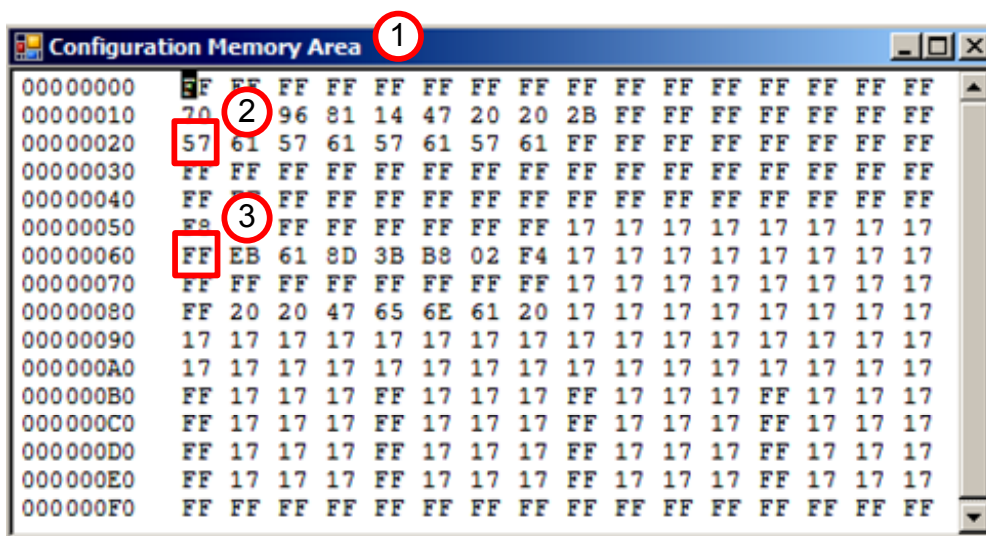 Configuration Memory Area 1
00000000 FF FF FF FF FF FF FF FF FF FF FF FF FF FF FF
00000010 70 2 96 81 14 47 20 20 2B FF FF FF FF FF FF FF
00000020 57 61 57 61 57 61 57 61 FF FF FF FF FF FF FF FF
00000030 FF FF FF FF FF FF FF FF FF FF FF FF FF FF FF FF
00000040 FF FF FF FF FF FF FF FF FF FF FF FF FF FF FF FF
00000050 F8 3 FF FF FF FF FF FF 17 17 17 17 17 17 17 17
00000060 FF EB 61 8D 3B B8 02 F4 17 17 17 17 17 17 17 17
00000070 FF FF FF FF FF FF FF FF 17 17 17 17 17 17 17 17
00000080 FF 20 20 47 65 6E 61 20 17 17 17 17 17 17 17 17
00000090 17 17 17 17 17 17 17 17 17 17 17 17 17 17 17 17
000000A0 17 17 17 17 17 17 17 17 17 17 17 17 17 17 17 17
000000B0 FF 17 17 17 FF 17 17 17 FF 17 17 17 FF 17 17 17
000000C0 FF 17 17 17 FF 17 17 17 FF 17 17 17 FF 17 17 17
000000D0 FF 17 17 17 FF 17 17 17 FF 17 17 17 FF 17 17 17
000000E0 FF 17 17 17 FF 17 17 17 FF 17 17 17 FF 17 17 17
000000F0 FF FF FF FF FF FF FF FF FF FF FF FF FF FF FF FF